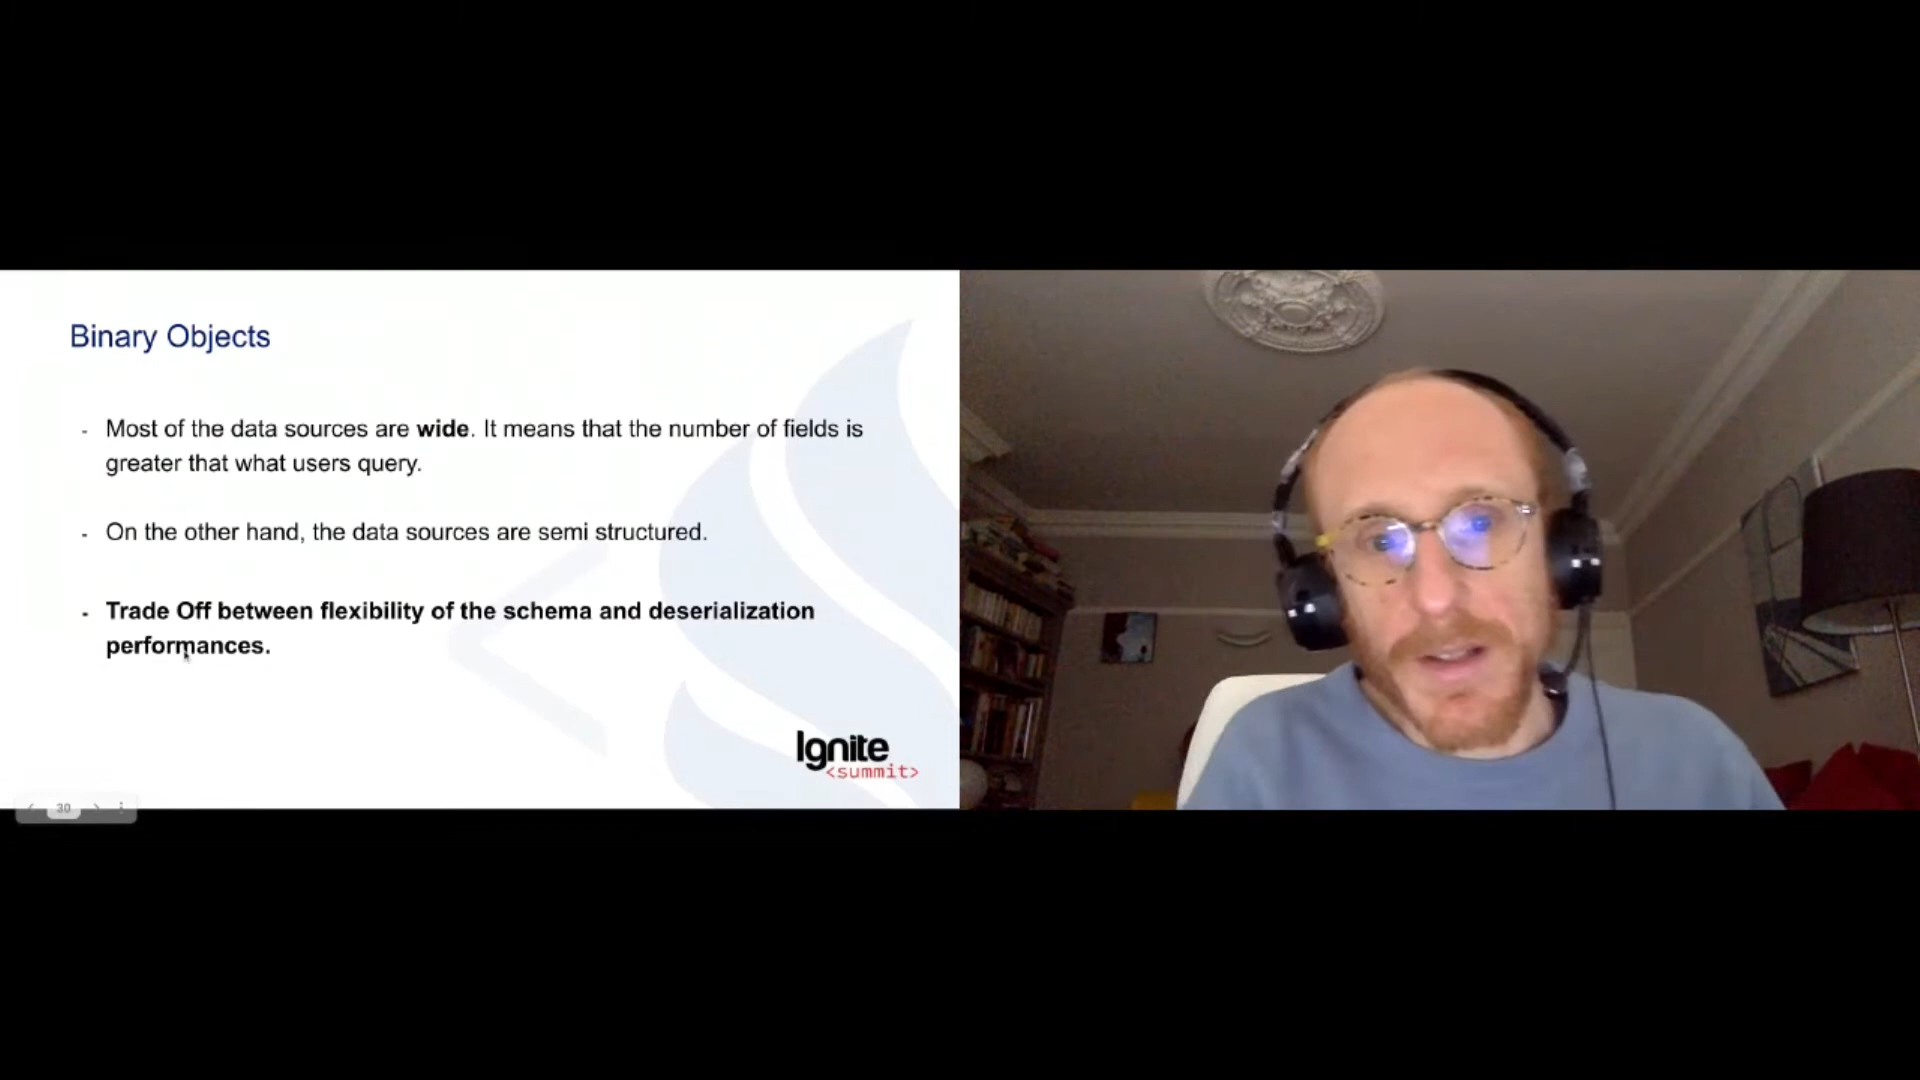 Binary Objects
- Most of the data sources are wide. It means that the number of fields is
greater that what users query.
- On the other hand, the data sources are semi structured.
- Trade Off between flexibility of the schema and deserialization
performances.
Ignite
<summit>
30